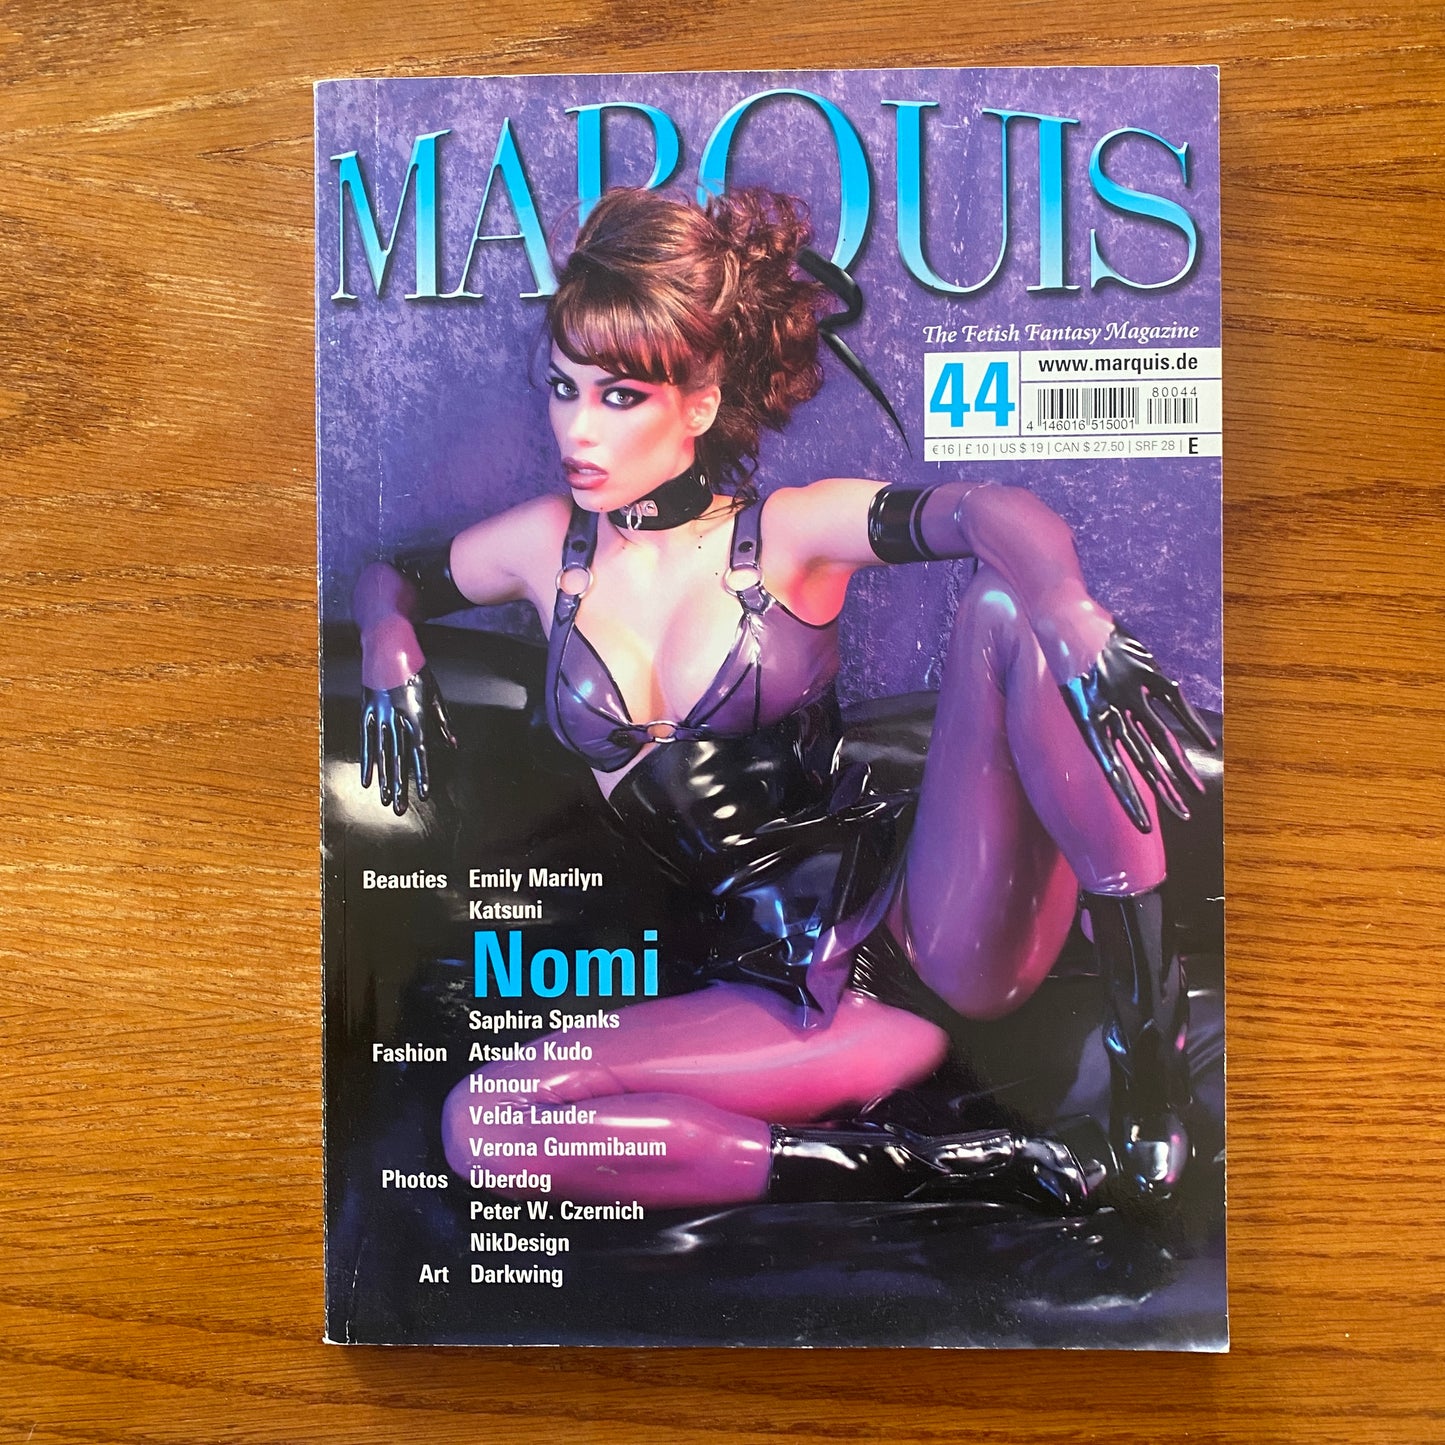 MARQUIS
The Fetish Fantasy Magazine
44
www.marquis.de
80044
4 146016 515001
€ 16 | £ 10 | US $ 19 | CAN $ 27.50 | SRF 28 | E
Beauties Emily Marilyn
Katsuni
Nomi
Saphira Spanks
Fashion Atsuko Kudo
Honour
Velda Lauder
Verona Gummibaum
Photos Überdog
Peter W. Czernich
NikDesign
Art Darkwing